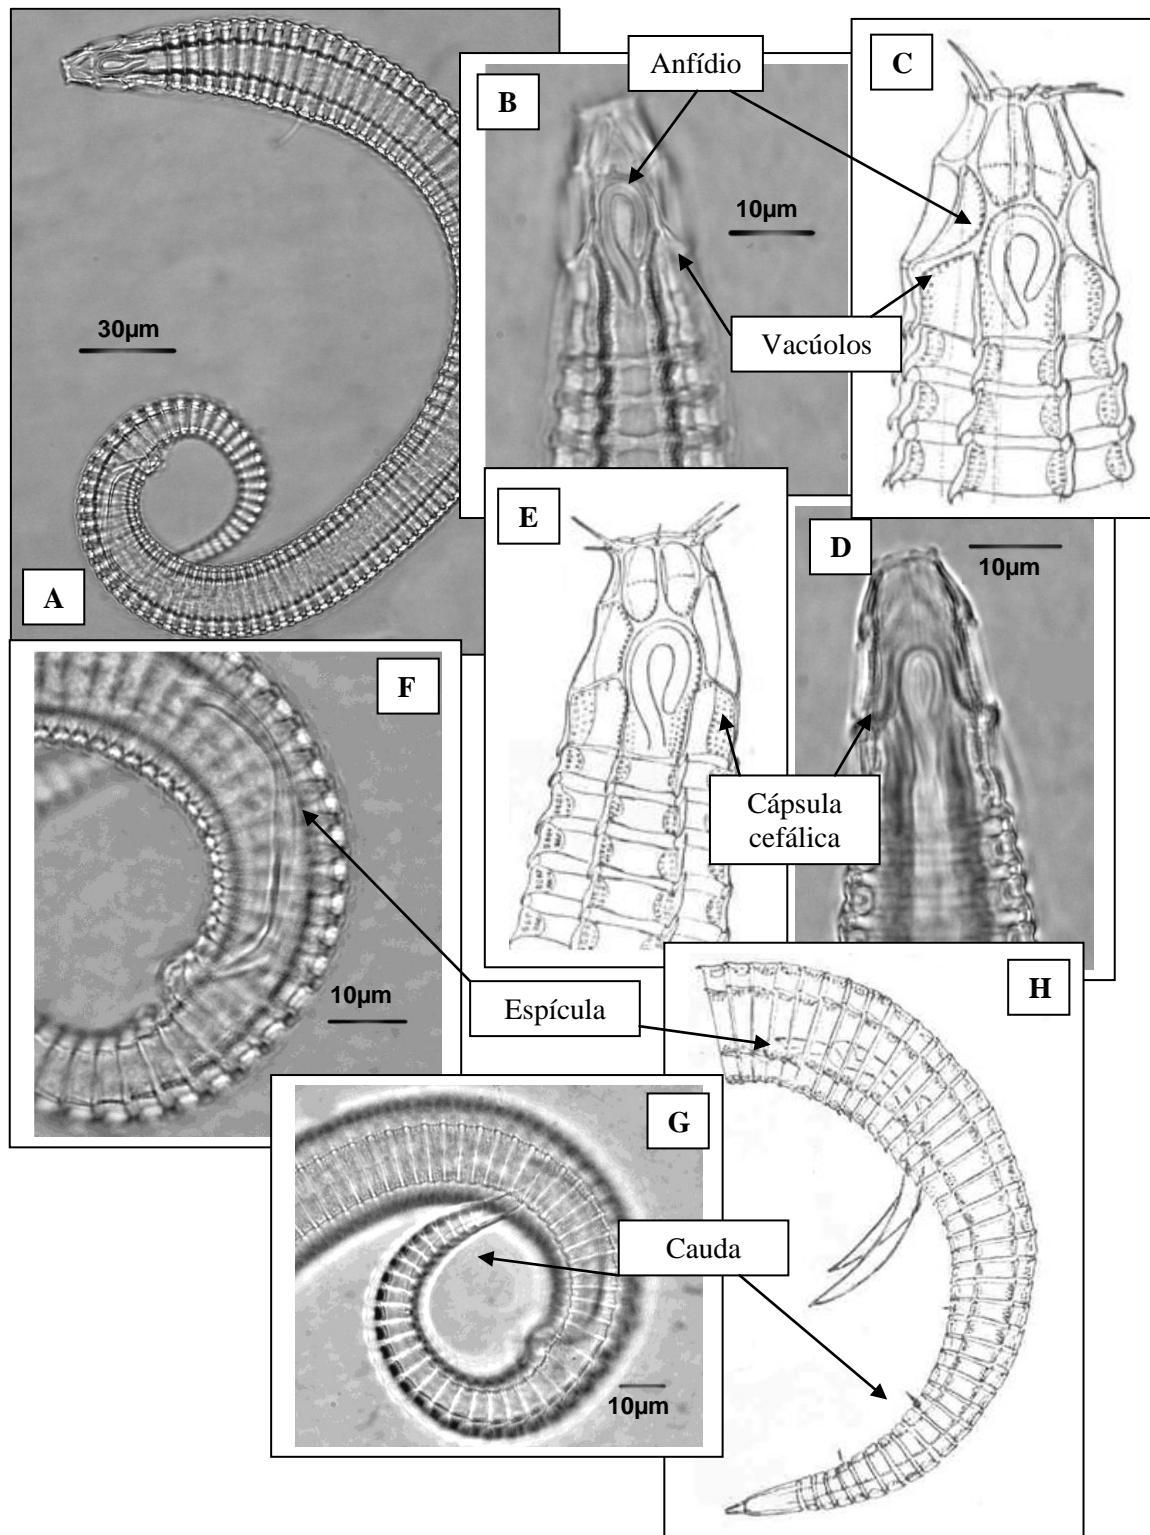 Anfídio
C
B
10µm
30µm
Vacúolos
E
D
10µm
A
F
Cápsula
cefálica
10µm
Espícula
H
G
Cauda
10µm